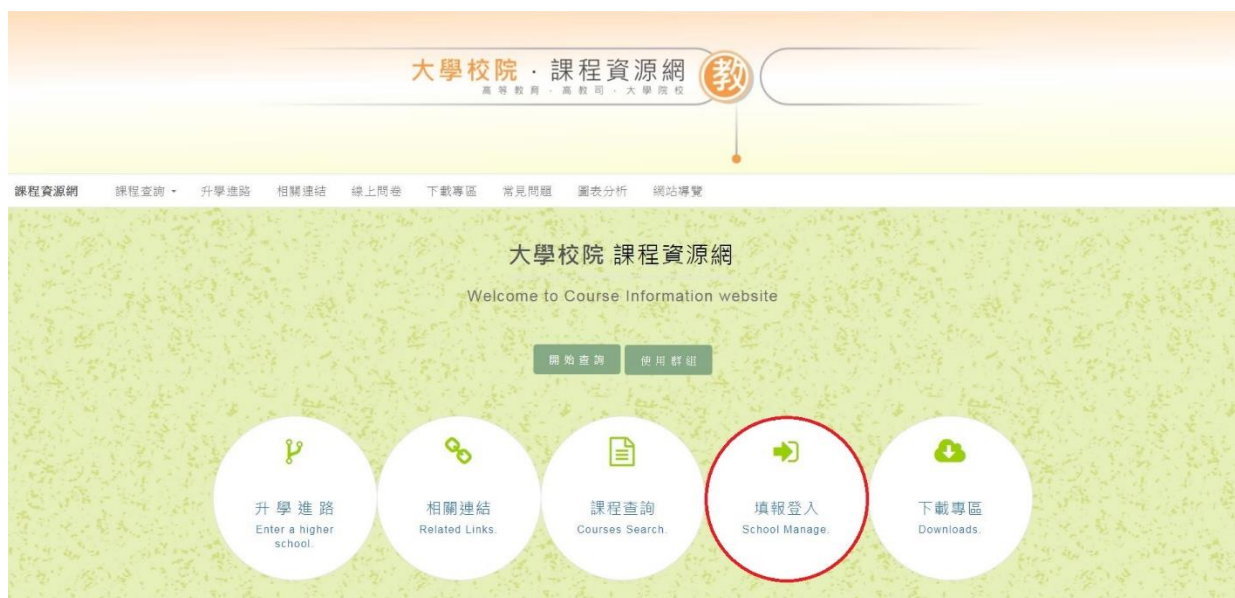 大學校院 · 課程資源網 教
高等教育 · 高教司 · 大學院校
課程資源網 課程查詢 升學進路 相關連結 線上問卷 下載專區 常見問題 圖表分析 網站導覽
大學校院 課程資源網
Welcome to Course Information website
開始查詢 使用群組
升學進路
Enter a higher
school.
相關連結
Related Links.
課程查詢
Courses Search.
填報登入
School Manage.
下載專區
Downloads.